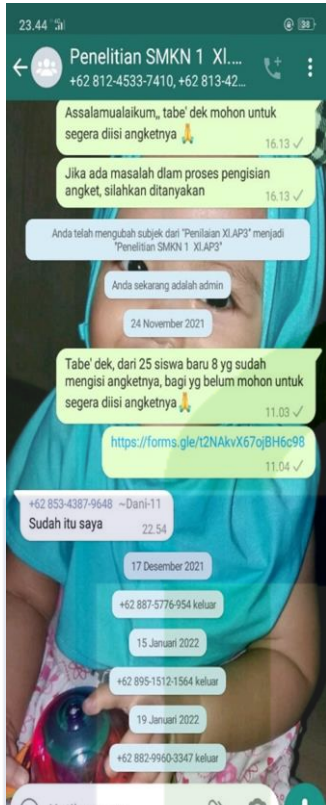 23.44
38
Penelitian SMKN 1 XI....
+62 812-4533-7410, +62 813-42...
Assalamualaikum,, tabe' dek mohon untuk
segera diisi angketnya 🙏
16.13 ✓
Jika ada masalah dlam proses pengisian
angket, silahkan ditanyakan
16.13 ✓
Anda telah mengubah subjek dari "Penilaian XI.AP3" menjadi
"Penelitian SMKN 1 XI.AP3"
Anda sekarang adalah admin
24 November 2021
Tabe' dek, dari 25 siswa baru 8 yg sudah
mengisi angketnya, bagi yg belum mohon untuk
segera diisi angketnya 🙏
11.03 ✓
https://forms.gle/t2NAkvX67ojBH6c98
11.04 ✓
+62 853-4387-9648 ~Dani-11
Sudah itu saya
22.54
17 Desember 2021
+62 887-5776-954 keluar
15 Januari 2022
+62 895-1512-1564 keluar
19 Januari 2022
+62 882-9960-3347 keluar